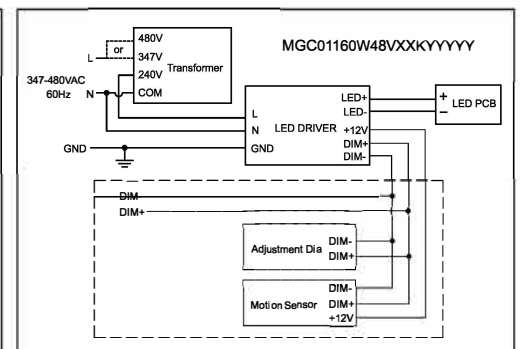 MGC01160W48VXXKYYYYY
480V
or
L
347V
Transformer
240V
347-480VAC
60Hz
N
COM
LED+
LED-
+
-
LED PCB
L
N
GND
LED DRIVER
+12V
DIM+
DIM-
GND
DIM-
DIM+
Adjustment Dia
DIM-
DIM+
Motion Sensor
DIM-
DIM+
+12V